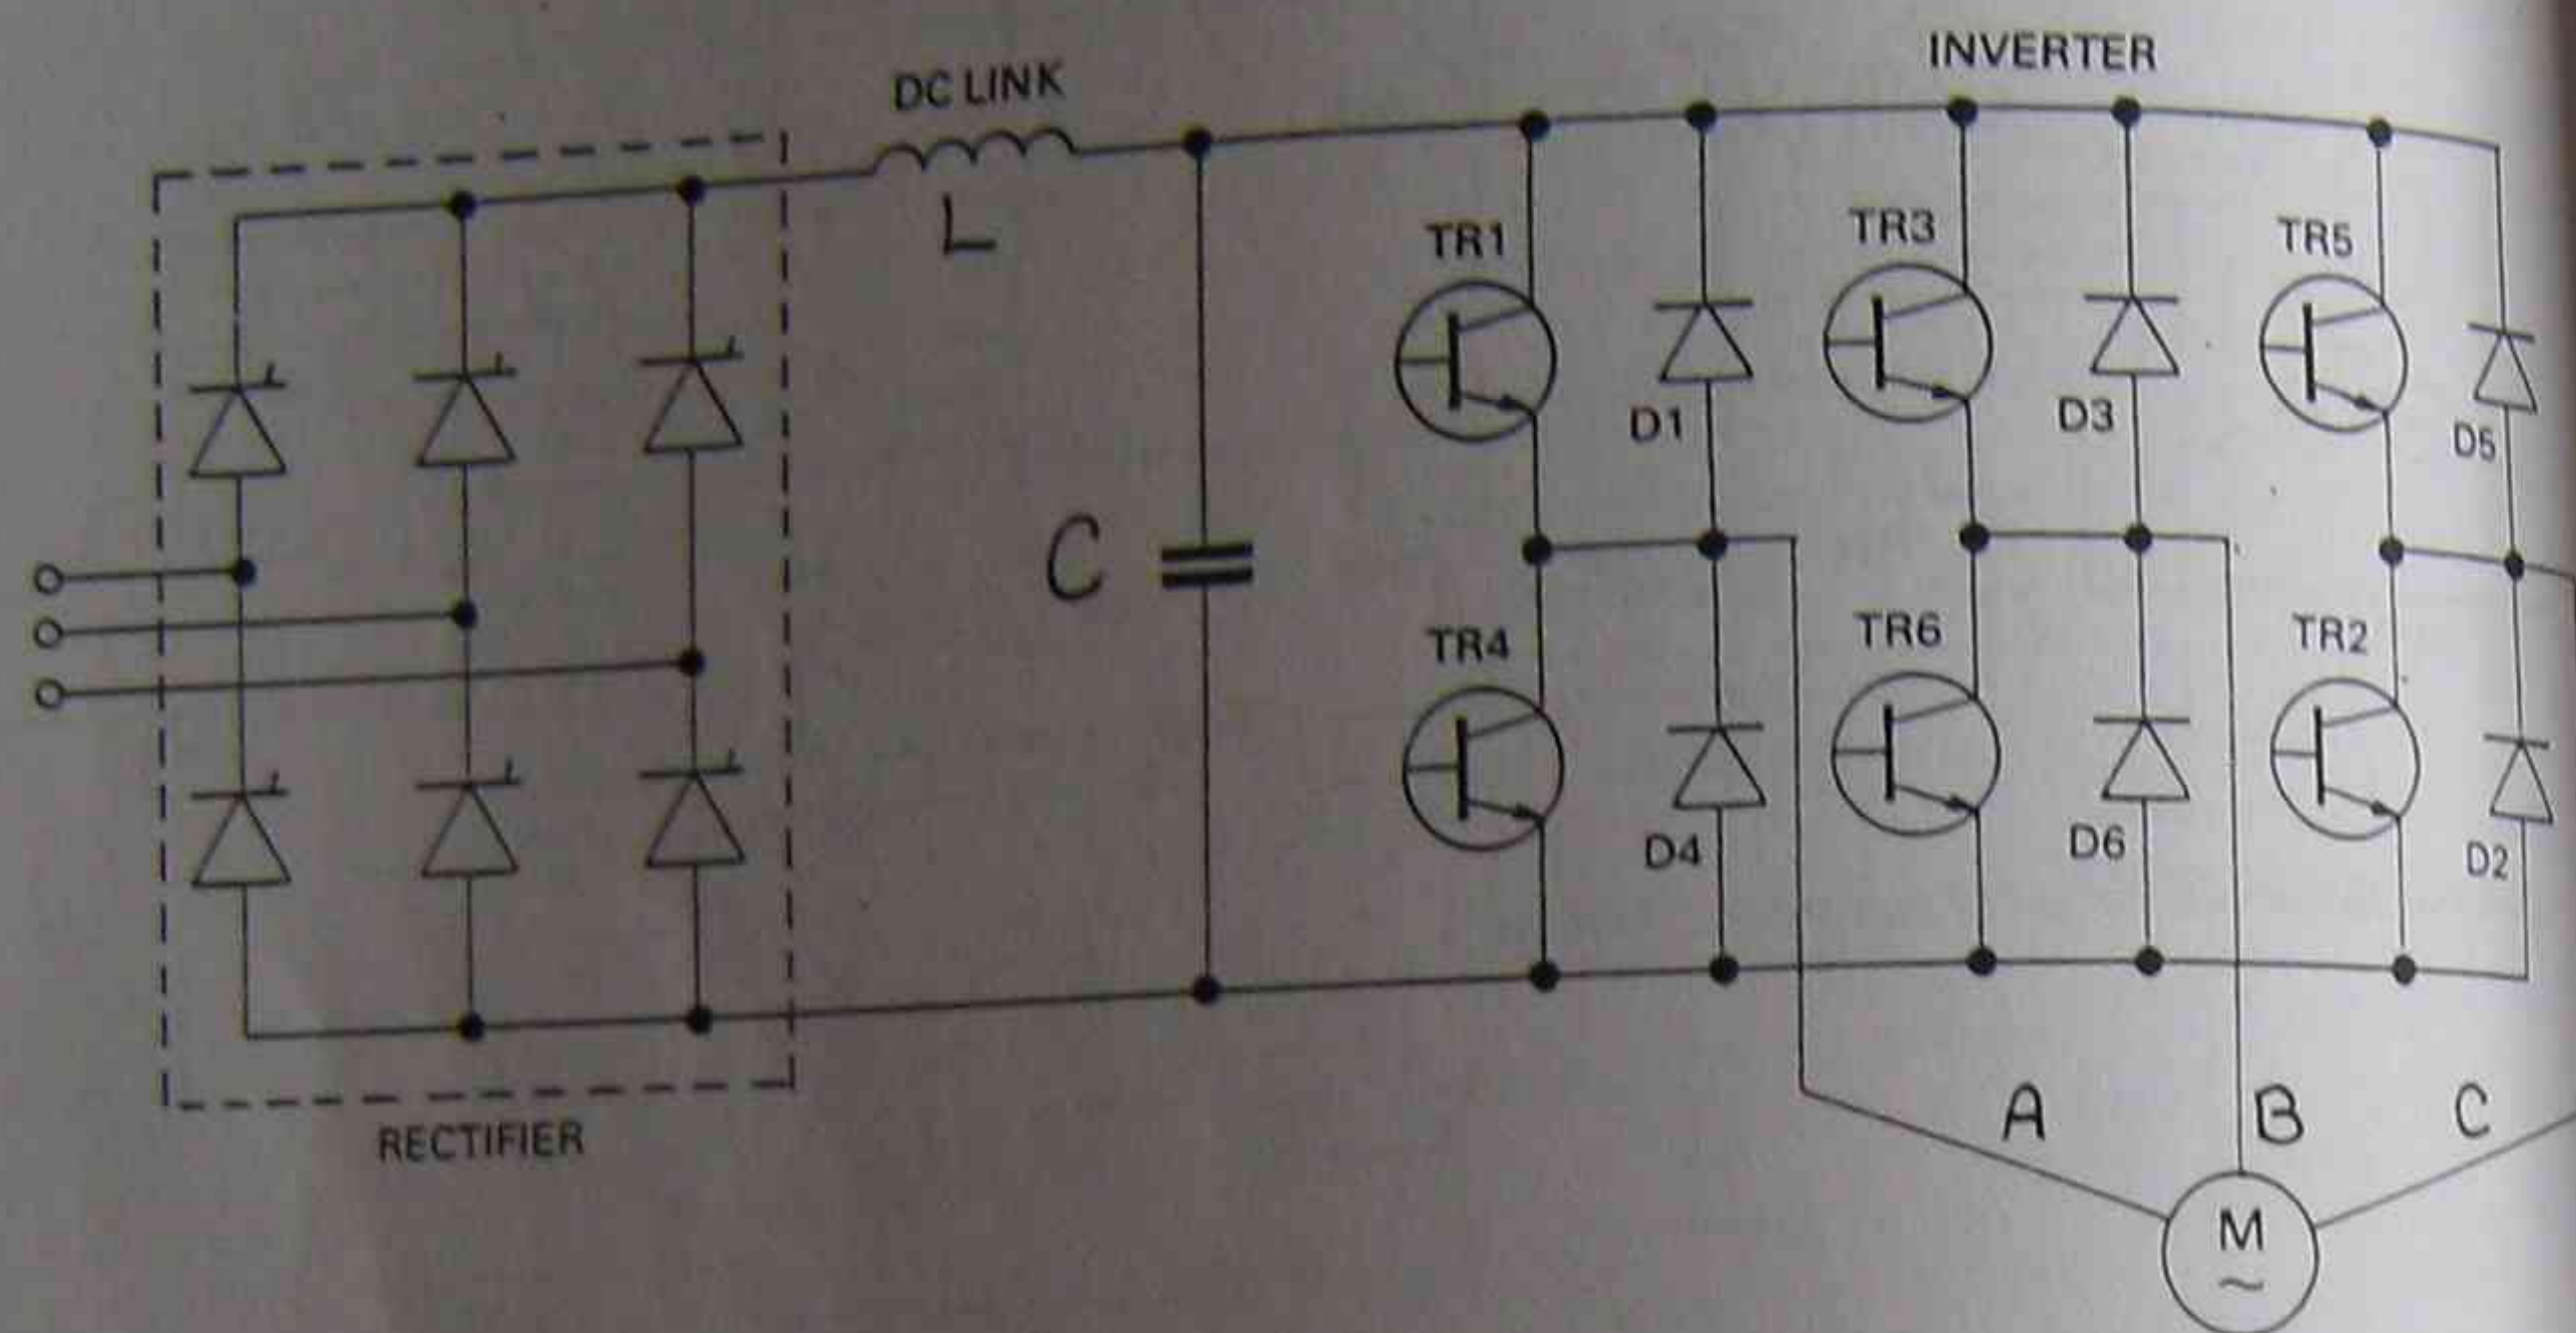 INVERTER
DC LINK
L
TR1
TR3
TR5
D1
D3
D5
C
TR4
TR6
TR2
D4
D6
D2
RECTIFIER
A
B
C
M
~